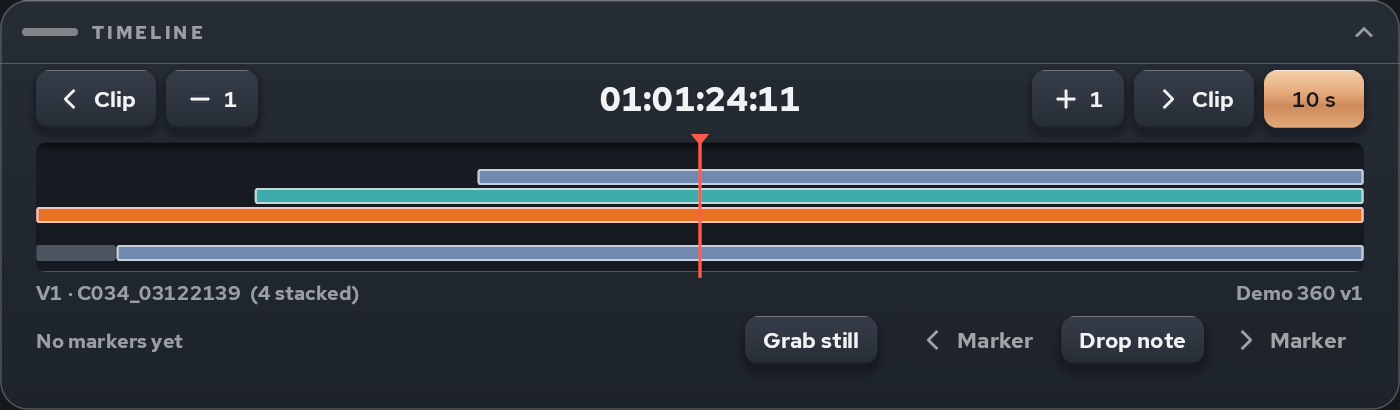 TIMELINE
Clip
1
01:01:24:11
1
Clip
10 s
V1 · C034_03122139 (4 stacked)
Demo 360 v1
No markers yet
Grab still
Marker
Drop note
Marker